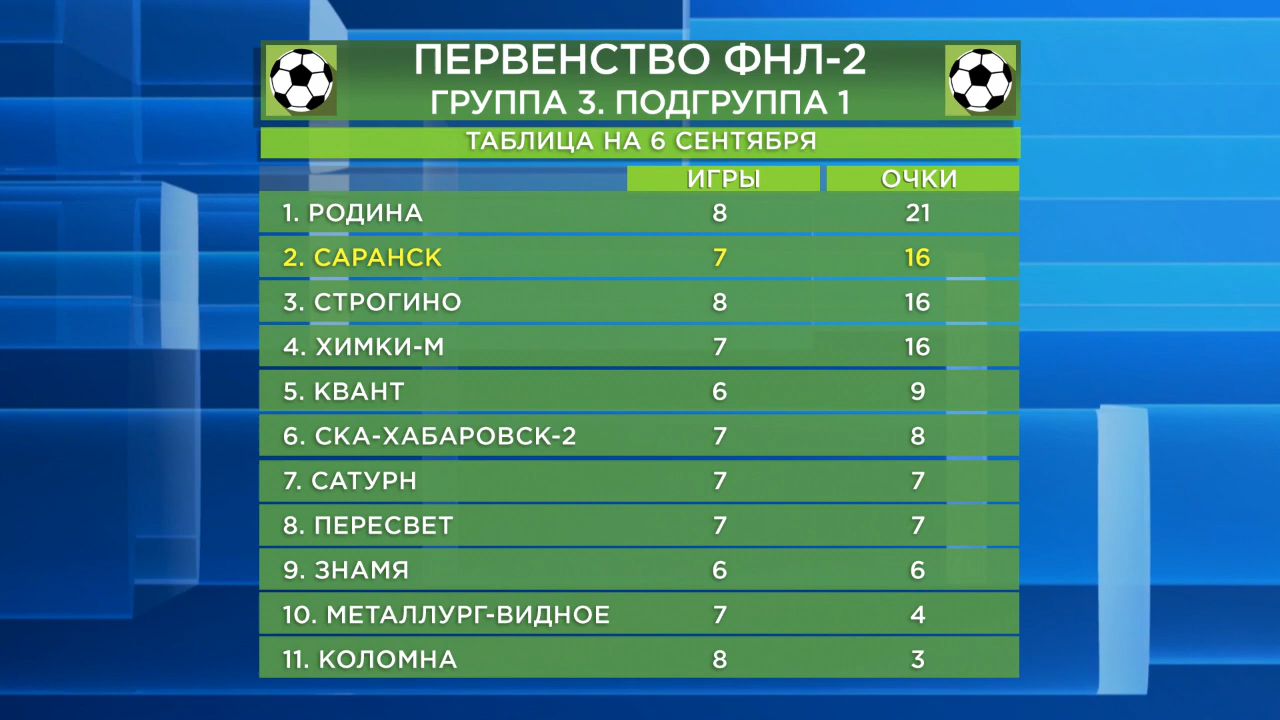 ПЕРВЕНСТВО ФНЛ-2
ГРУППА 3. ПОДГРУППА 1
ТАБЛИЦА НА 6 СЕНТЯБРЯ
ИГРЫ ОЧКИ
1. РОДИНА 8 21
2. САРАНСК 7 16
3. СТРОГИНО 8 16
4. ХИМКИ-М 7 16
5. КВАНТ 6 9
6. СКА-ХАБАРОВСК-2 7 8
7. САТУРН 7 7
8. ПЕРЕСВЕТ 7 7
9. ЗНАМЯ 6 6
10. МЕТАЛЛУРГ-ВИДНОЕ 7 4
11. КОЛОМНА 8 3